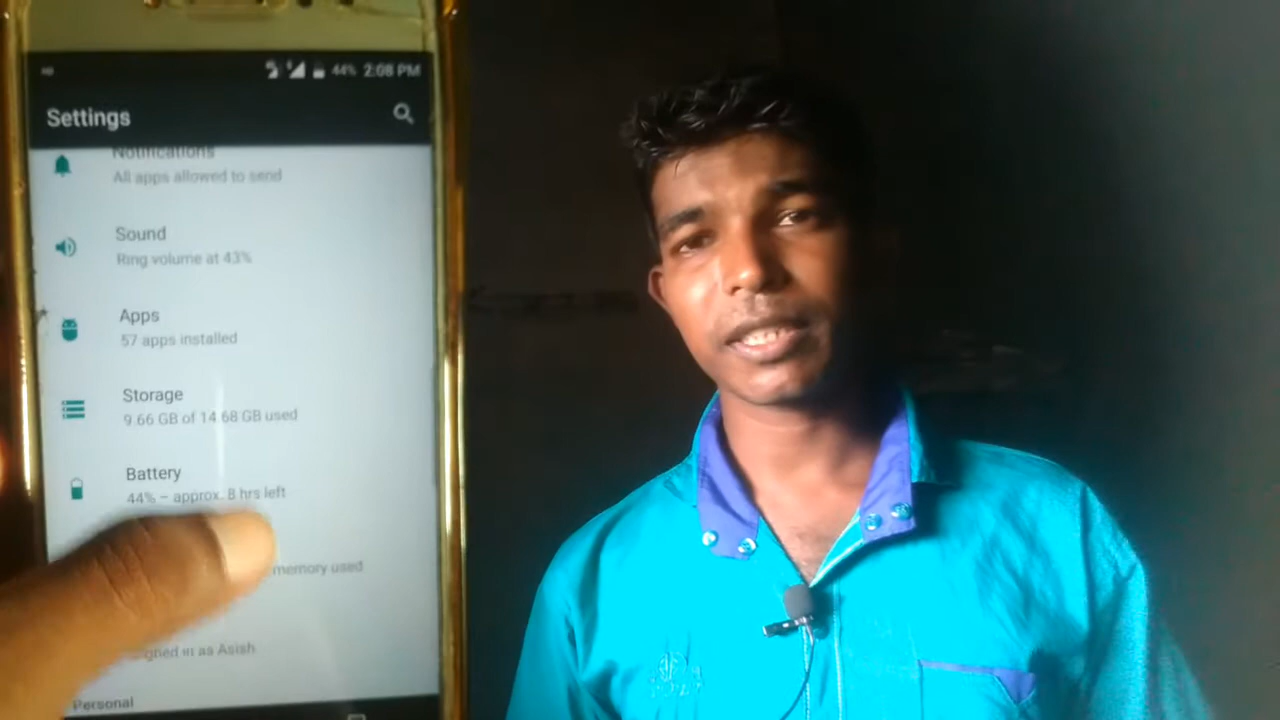 44% 2:08 PM
Settings
Notifications
All apps allowed to send
Sound
Ring volume at 43%
Apps
57 apps installed
Storage
9.66 GB of 14.68 GB used
Battery
44% – approx. 8 hrs left
memory used
in as Asish
Personal